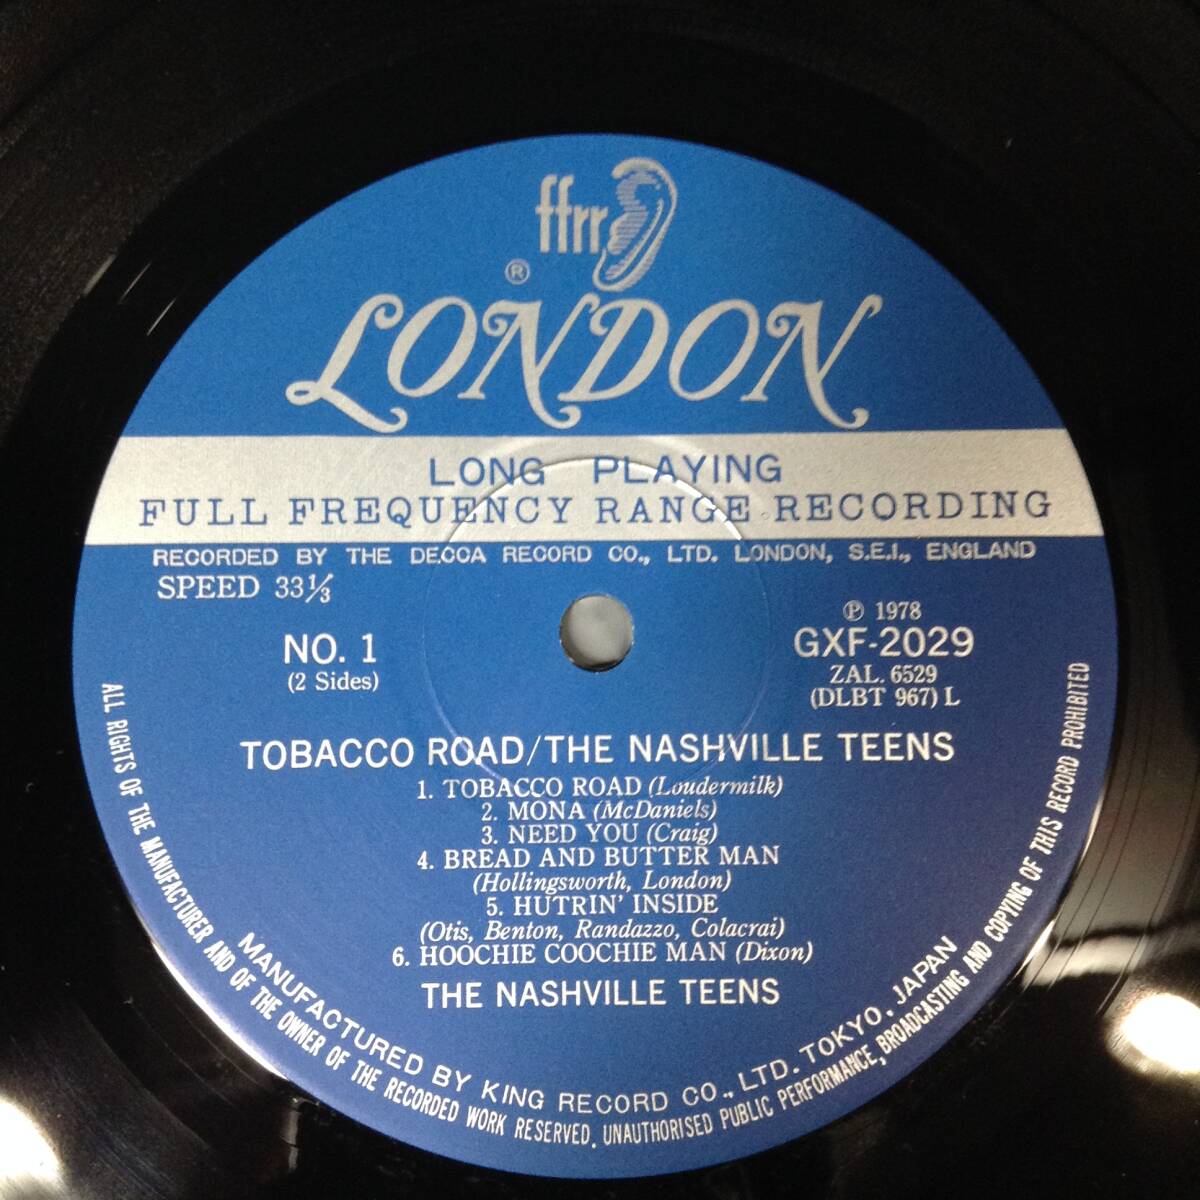 ffrr
®
LONDON
LONG PLAYING
FULL FREQUENCY RANGE RECORDING
RECORDED BY THE DECCA RECORD CO., LTD. LONDON, S.E.I., ENGLAND
SPEED 33⅓
NO. 1
(2 Sides)
℗ 1978
GXF-2029
ZAL. 6529
(DLBT 967) L
TOBACCO ROAD/THE NASHVILLE TEENS
1. TOBACCO ROAD (Loudermilk)
2. MONA (McDaniels)
3. NEED YOU (Craig)
4. BREAD AND BUTTER MAN
(Hollingsworth, London)
5. HUTRIN' INSIDE
(Otis, Benton, Randazzo, Colacrai)
6. HOOCHIE COOCHIE MAN (Dixon)
THE NASHVILLE TEENS
MANUFACTURED BY KING RECORD CO., LTD. TOKYO, JAPAN
ALL RIGHTS OF THE MANUFACTURER AND OF THE OWNER OF THE RECORDED WORK RESERVED. UNAUTHORISED PUBLIC PERFORMANCE, BROADCASTING AND COPYING OF THIS RECORD PROHIBITED